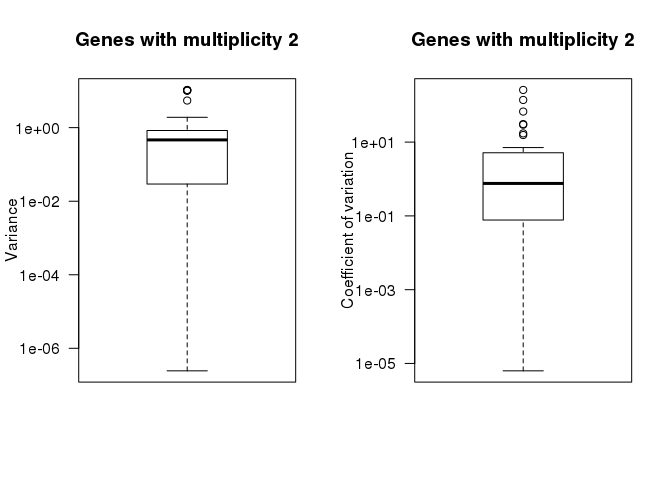 Genes with multiplicity 2
Variance
1e+00
1e-02
1e-04
1e-06
Genes with multiplicity 2
Coefficient of variation
1e+01
1e-01
1e-03
1e-05